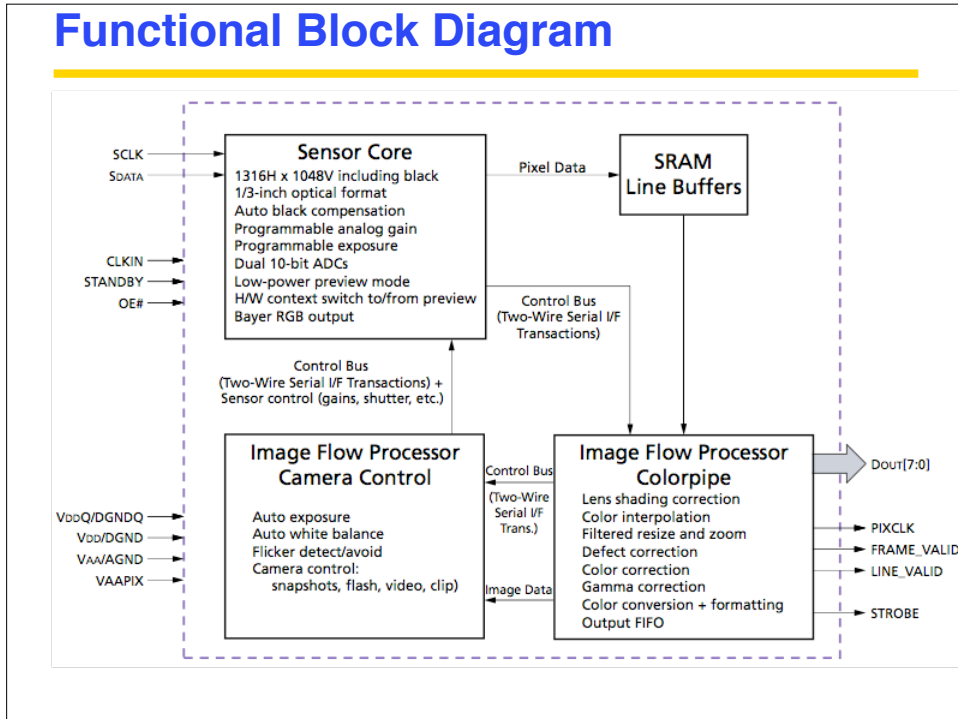 Functional Block Diagram
SCLK
SDATA
CLKIN
STANDBY
OE#
VDDQ/DGNDQ
VDD/DGND
VAA/AGND
VAAPIX
Sensor Core
1316H x 1048V including black
1/3-inch optical format
Auto black compensation
Programmable analog gain
Programmable exposure
Dual 10-bit ADCs
Low-power preview mode
H/W context switch to/from preview
Bayer RGB output
Pixel Data
SRAM
Line Buffers
Control Bus
(Two-Wire Serial I/F
Transactions)
Control Bus
(Two-Wire Serial I/F Transactions) +
Sensor control (gains, shutter, etc.)
Image Flow Processor
Camera Control
Auto exposure
Auto white balance
Flicker detect/avoid
Camera control:
snapshots, flash, video, clip)
Control Bus
(Two-Wire
Serial I/F
Trans.)
Image Data
Image Flow Processor
Colorpipe
Lens shading correction
Color interpolation
Filtered resize and zoom
Defect correction
Color correction
Gamma correction
Color conversion + formatting
Output FIFO
DOUT[7:0]
PIXCLK
FRAME_VALID
LINE_VALID
STROBE